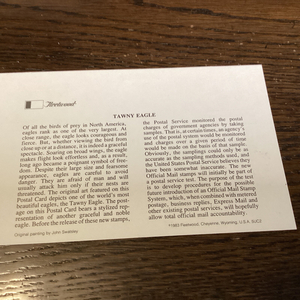 Fleetwood
TAWNY EAGLE
Of all the birds of prey in North America,
eagles rank as one of the very largest. At
close range, the eagle looks courageous and
fierce. But, whether viewing the bird from
close up or at a distance, it is indeed a graceful
spectacle. Soaring on broad wings, the eagle
makes flight look effortless and, as a result,
long ago became a poignant symbol of free-
dom. Despite their large size and fearsome
appearance, eagles are careful to avoid
danger. They are afraid of man and will
usually attack him only if their nests are
threatened. The original art featured on this
Postal Card depicts one of the world's most
beautiful eagles, the Tawny Eagle. The post-
age on this Postal Card bears a stylized rep-
resentation of another graceful and noble
eagle. Before the release of these new stamps,
the Postal Service monitored the postal
charges of government agencies by taking
samples. That is, at certain times, an agency's
use of the postal system would be monitored
and charges over a given period of time
would be made on the basis of that sample.
Obviously, the samplings could only be as
accurate as the sampling methods used, and
the United States Postal Service believes they
have been somewhat inaccurate. The new
Official Mail stamps will initially be part of
a postal service test. The purpose of the test
is to develop procedures for the possible
future introduction of an Official Mail Stamp
System, which, when combined with metered
postage, business replies, Express Mail and
other existing postal services, will hopefully
allow total official mail accountability.
Original painting by John Swatsley
©1983 Fleetwood, Cheyenne, Wyoming, U.S.A.